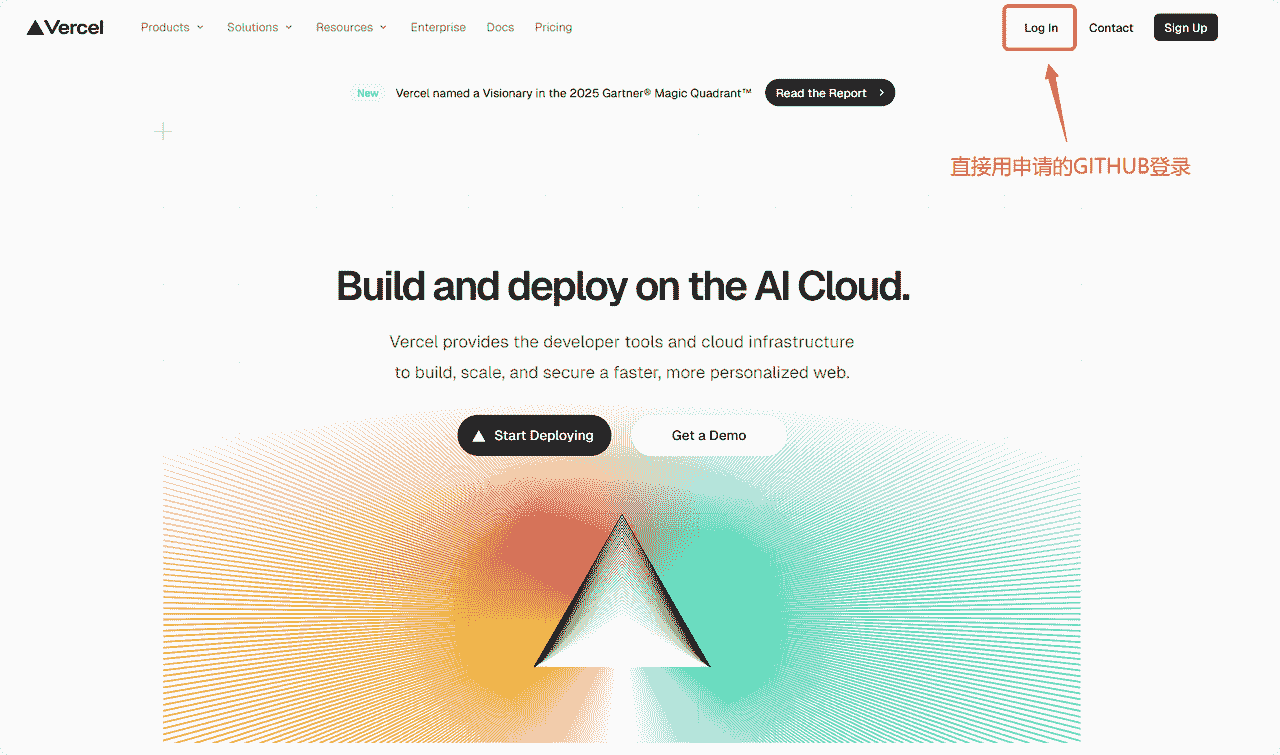 Vercel Products Solutions Resources Enterprise Docs Pricing Log In Contact Sign Up
New Vercel named a Visionary in the 2025 Gartner® Magic Quadrant™ Read the Report
直接用申请的GITHUB登录
Build and deploy on the AI Cloud.
Vercel provides the developer tools and cloud infrastructure
to build, scale, and secure a faster, more personalized web.
Start Deploying Get a Demo